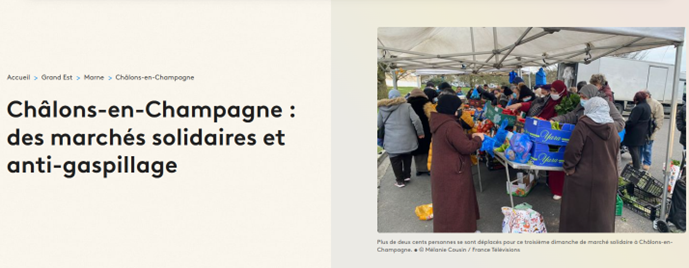 Accueil > Grand Est > Marne > Châlons-en-Champagne
Châlons-en-Champagne :
des marchés solidaires et
anti-gaspillage
Plus de deux cents personnes se sont déplacées pour ce troisième dimanche de marché solidaire à Châlons-en-
Champagne. • © Mélanie Cousin / France Télévisions